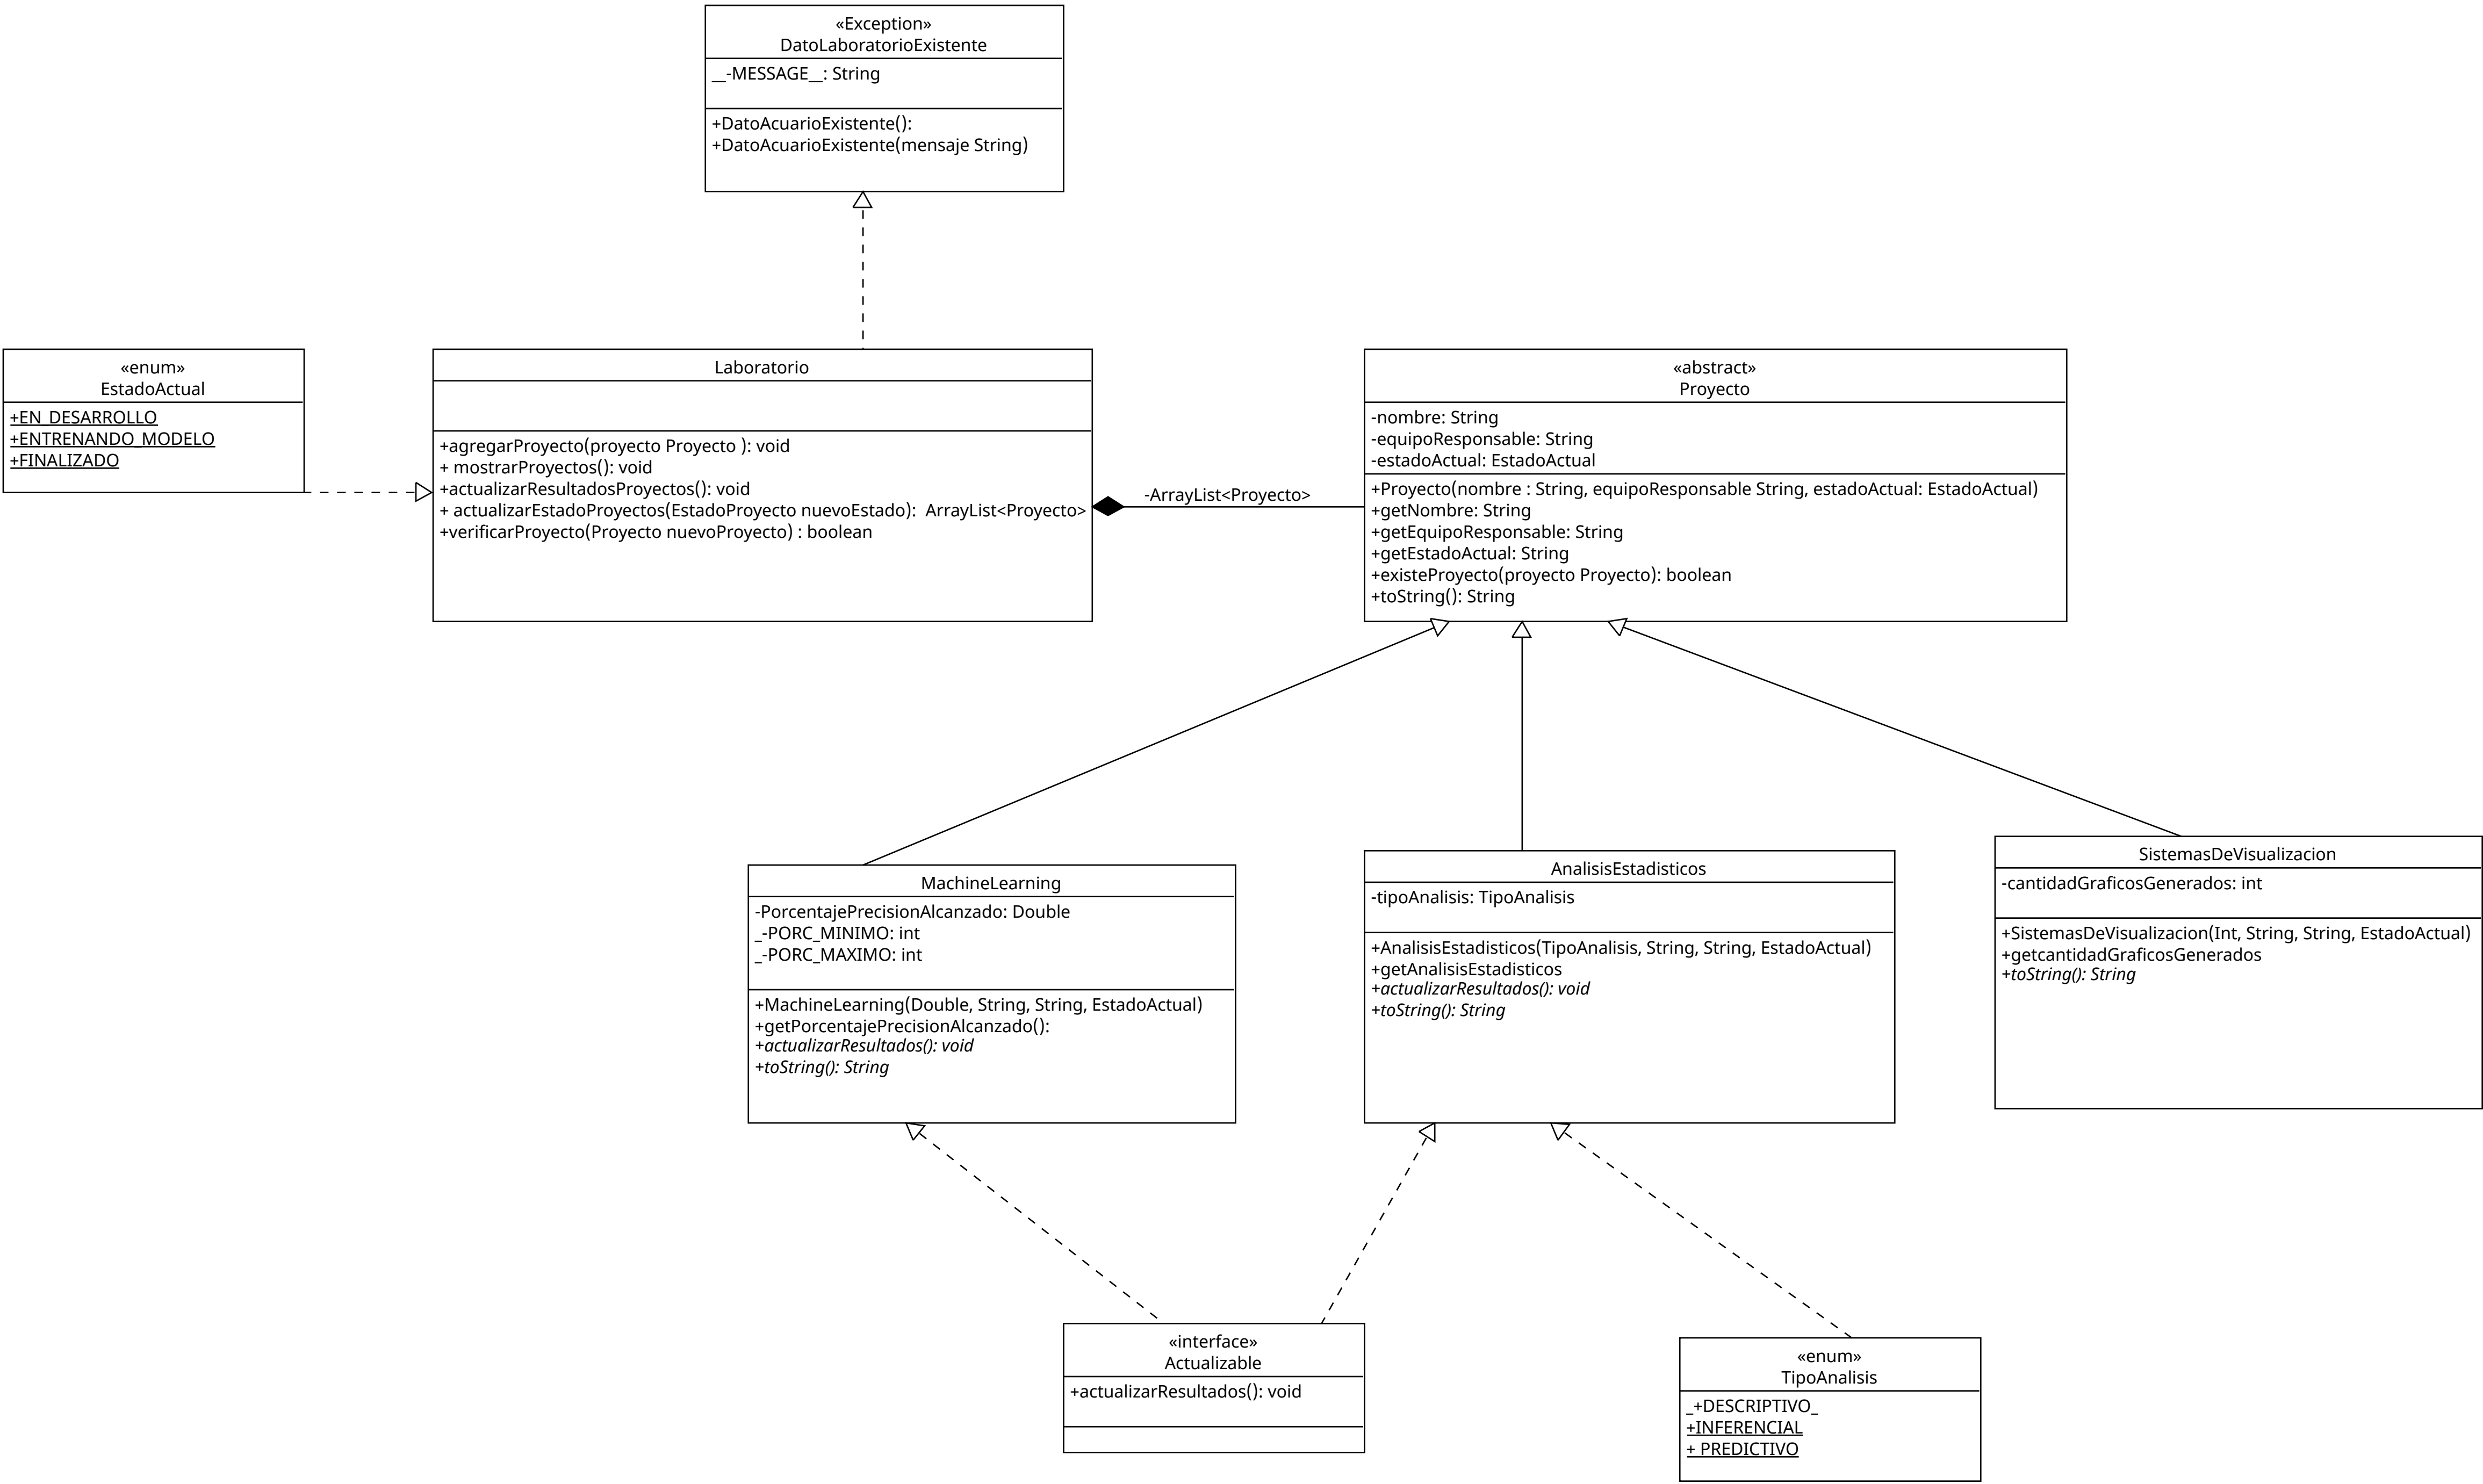 «Exception»
DatoLaboratorioExistente
__-MESSAGE__: String
+DatoAcuarioExistente():
+DatoAcuarioExistente(mensaje String)
«enum»
EstadoActual
+EN_DESARROLLO
+ENTRENANDO_MODELO
+FINALIZADO
Laboratorio
+agregarProyecto(proyecto Proyecto ): void
+ mostrarProyectos(): void
+actualizarResultadosProyectos(): void
+ actualizarEstadoProyectos(EstadoProyecto nuevoEstado):  ArrayList<Proyecto>
+verificarProyecto(Proyecto nuevoProyecto) : boolean
-ArrayList<Proyecto>
«abstract»
Proyecto
-nombre: String
-equipoResponsable: String
-estadoActual: EstadoActual
+Proyecto(nombre : String, equipoResponsable String, estadoActual: EstadoActual)
+getNombre: String
+getEquipoResponsable: String
+getEstadoActual: String
+existeProyecto(proyecto Proyecto): boolean
+toString(): String
MachineLearning
-PorcentajePrecisionAlcanzado: Double
_-PORC_MINIMO: int
_-PORC_MAXIMO: int
+MachineLearning(Double, String, String, EstadoActual)
+getPorcentajePrecisionAlcanzado():
+actualizarResultados(): void
+toString(): String
AnalisisEstadisticos
-tipoAnalisis: TipoAnalisis
+AnalisisEstadisticos(TipoAnalisis, String, String, EstadoActual)
+getAnalisisEstadisticos
+actualizarResultados(): void
+toString(): String
SistemasDeVisualizacion
-cantidadGraficosGenerados: int
+SistemasDeVisualizacion(Int, String, String, EstadoActual)
+getcantidadGraficosGenerados
+toString(): String
«interface»
Actualizable
+actualizarResultados(): void
«enum»
TipoAnalisis
_+DESCRIPTIVO_
+INFERENCIAL
+ PREDICTIVO